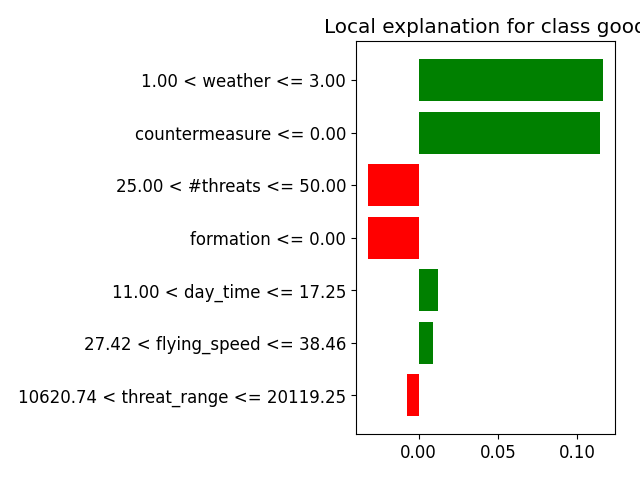 Local explanation for class good
1.00 < weather <= 3.00
countermeasure <= 0.00
25.00 < #threats <= 50.00
formation <= 0.00
11.00 < day_time <= 17.25
27.42 < flying_speed <= 38.46
10620.74 < threat_range <= 20119.25
0.00 0.05 0.10